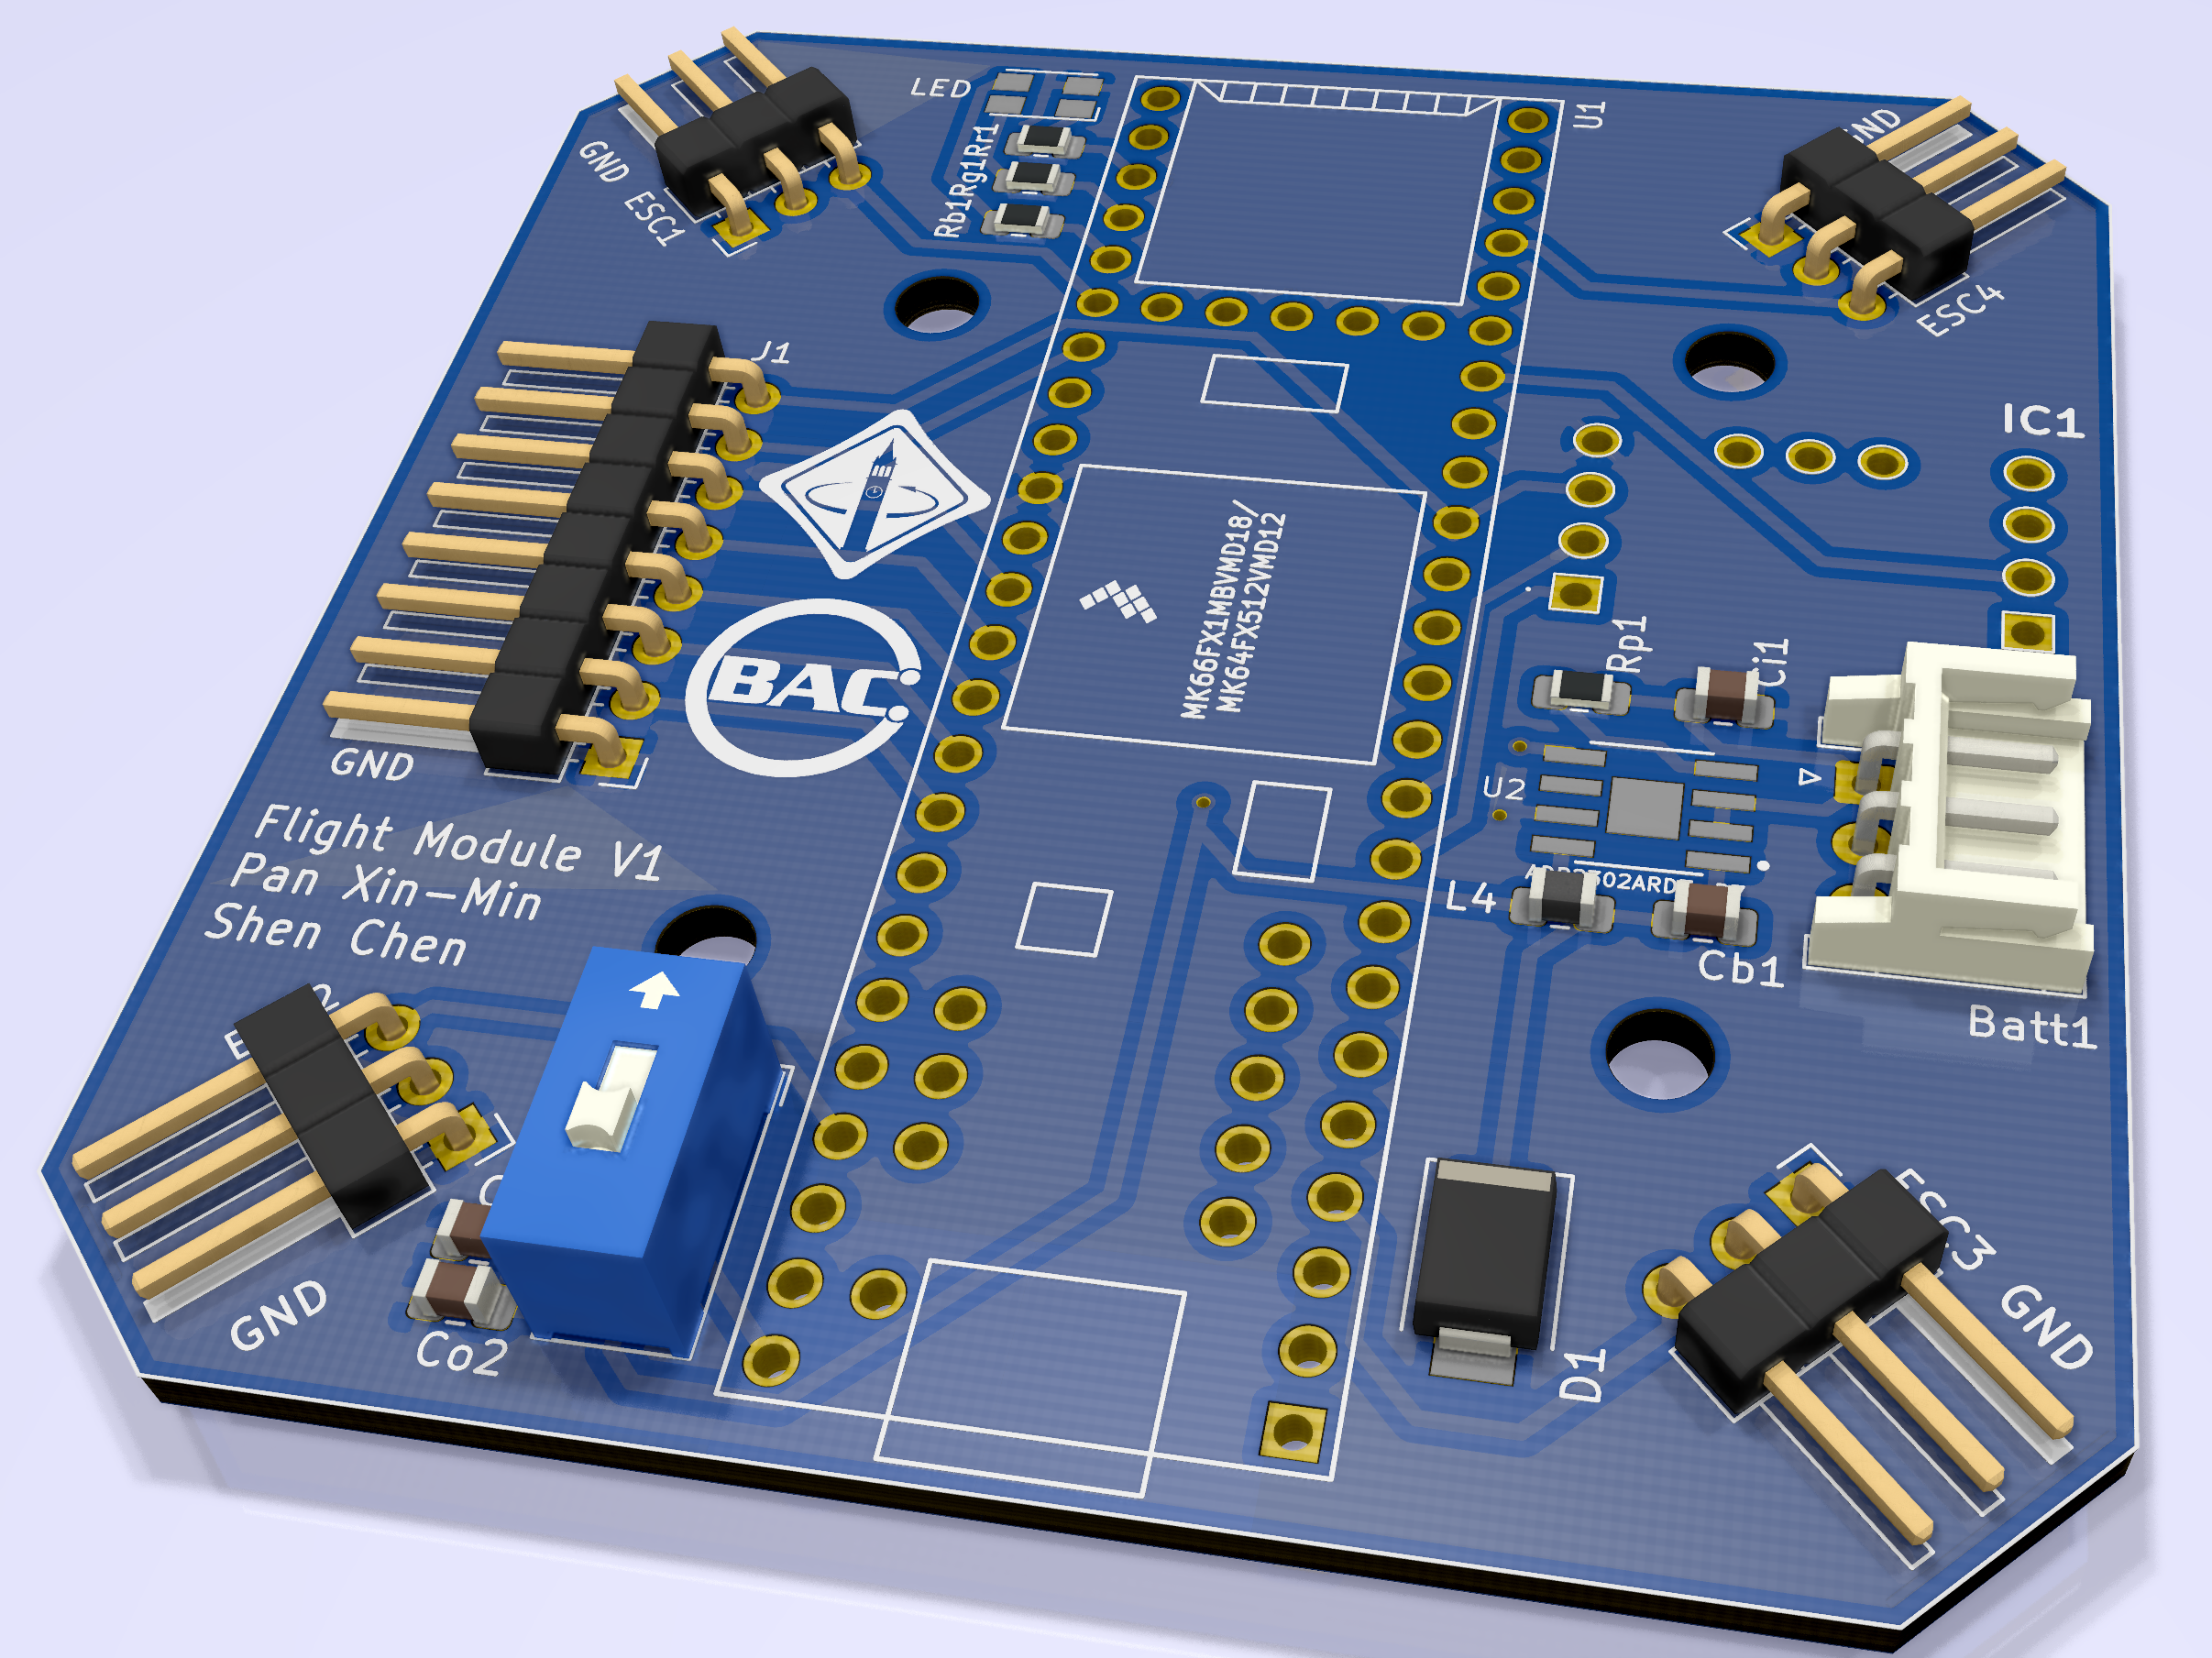 LED
U1
GND
GND
ESC1
Rb1Rg1Rr1
ESC4
J1
IC1
MK66FX1MBVMD18/
MK64FX512VMD12
BAC
Rp1
Ci1
U2
GND
Flight Module V1
Pan Xin-Min
Shen Chen
L4
Cb1
Batt1
GND
Co2
D1
ESC3
GND